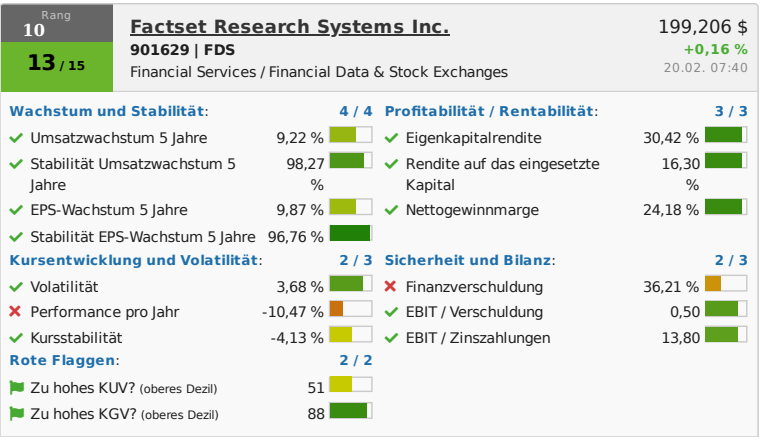 Rang
10
13 / 15
Factset Research Systems Inc.
901629 | FDS
Financial Services / Financial Data & Stock Exchanges
199,206 $
+0,16 %
20.02. 07:40
Wachstum und Stabilität: 4 / 4
Umsatzwachstum 5 Jahre 9,22 %
Stabilität Umsatzwachstum 5 98,27
Jahre %
EPS-Wachstum 5 Jahre 9,87 %
Stabilität EPS-Wachstum 5 Jahre 96,76 %
Profitabilität / Rentabilität: 3 / 3
Eigenkapitalrendite 30,42 %
Rendite auf das eingesetzte 16,30
Kapital %
Nettogewinnmarge 24,18 %
Kursentwicklung und Volatilität: 2 / 3
Volatilität 3,68 %
Performance pro Jahr -10,47 %
Kursstabilität -4,13 %
Sicherheit und Bilanz: 2 / 3
Finanzverschuldung 36,21 %
EBIT / Verschuldung 0,50
EBIT / Zinszahlungen 13,80
Rote Flaggen: 2 / 2
Zu hohes KUV? (oberes Dezil) 51
Zu hohes KGV? (oberes Dezil) 88